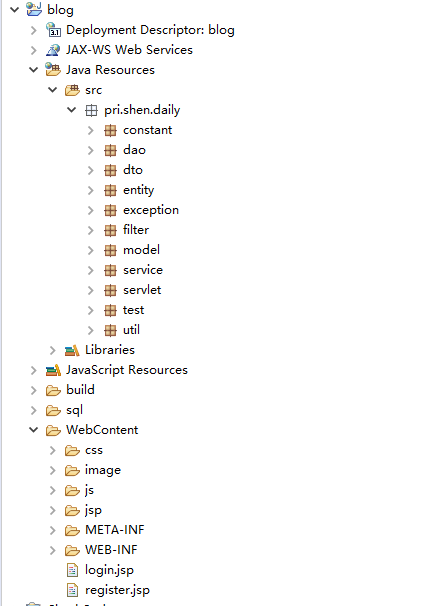 blog
3.1 Deployment Descriptor: blog
JAX-WS Web Services
Java Resources
src
pri.shen.daily
constant
dao
dto
entity
exception
filter
model
service
servlet
test
util
Libraries
JavaScript Resources
build
sql
WebContent
css
image
js
jsp
META-INF
WEB-INF
login.jsp
register.jsp